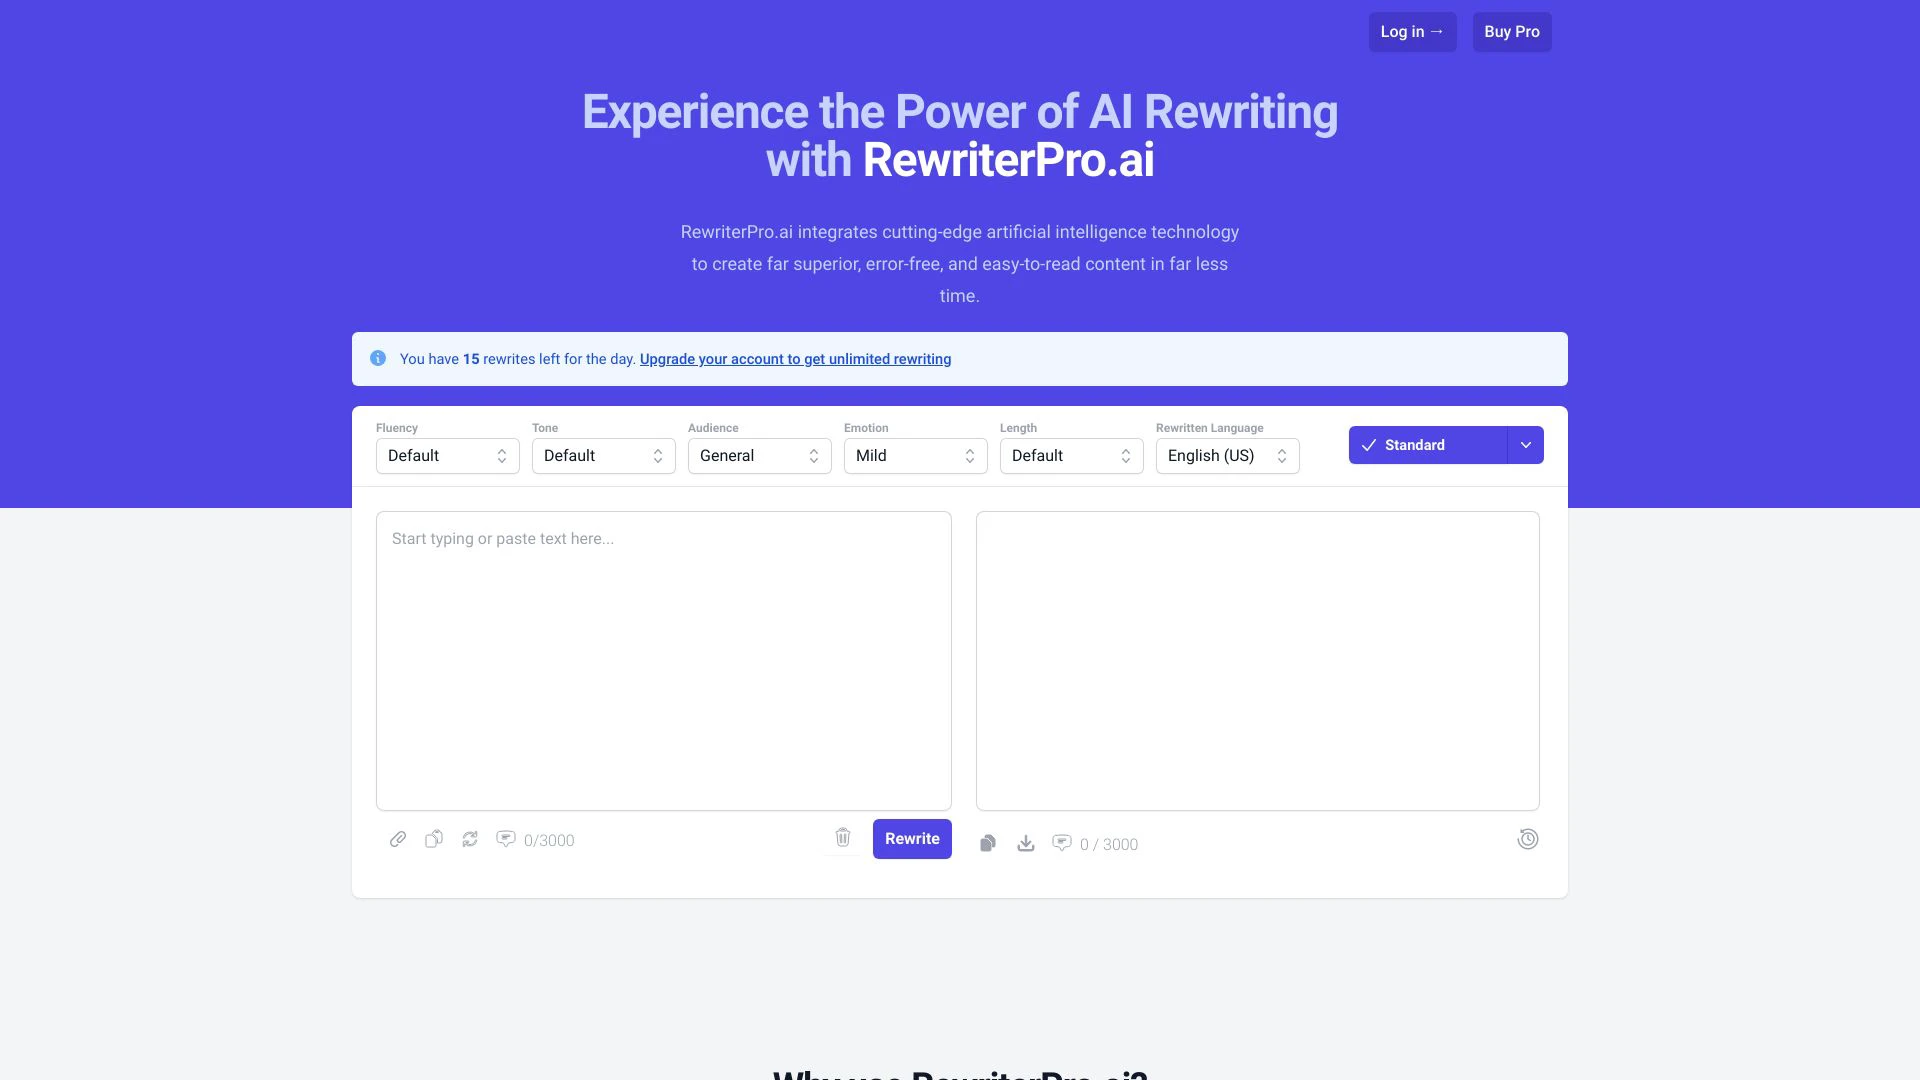 Log in →
Buy Pro
Experience the Power of AI Rewriting
with RewriterPro.ai
RewriterPro.ai integrates cutting-edge artificial intelligence technology
to create far superior, error-free, and easy-to-read content in far less
time.
You have 15 rewrites left for the day. Upgrade your account to get unlimited rewriting
Fluency
Default
Tone
Default
Audience
General
Emotion
Mild
Length
Default
Rewritten Language
English (US)
Standard
Start typing or paste text here...
0/3000
Rewrite
0 / 3000
Why use RewriterPro.ai?